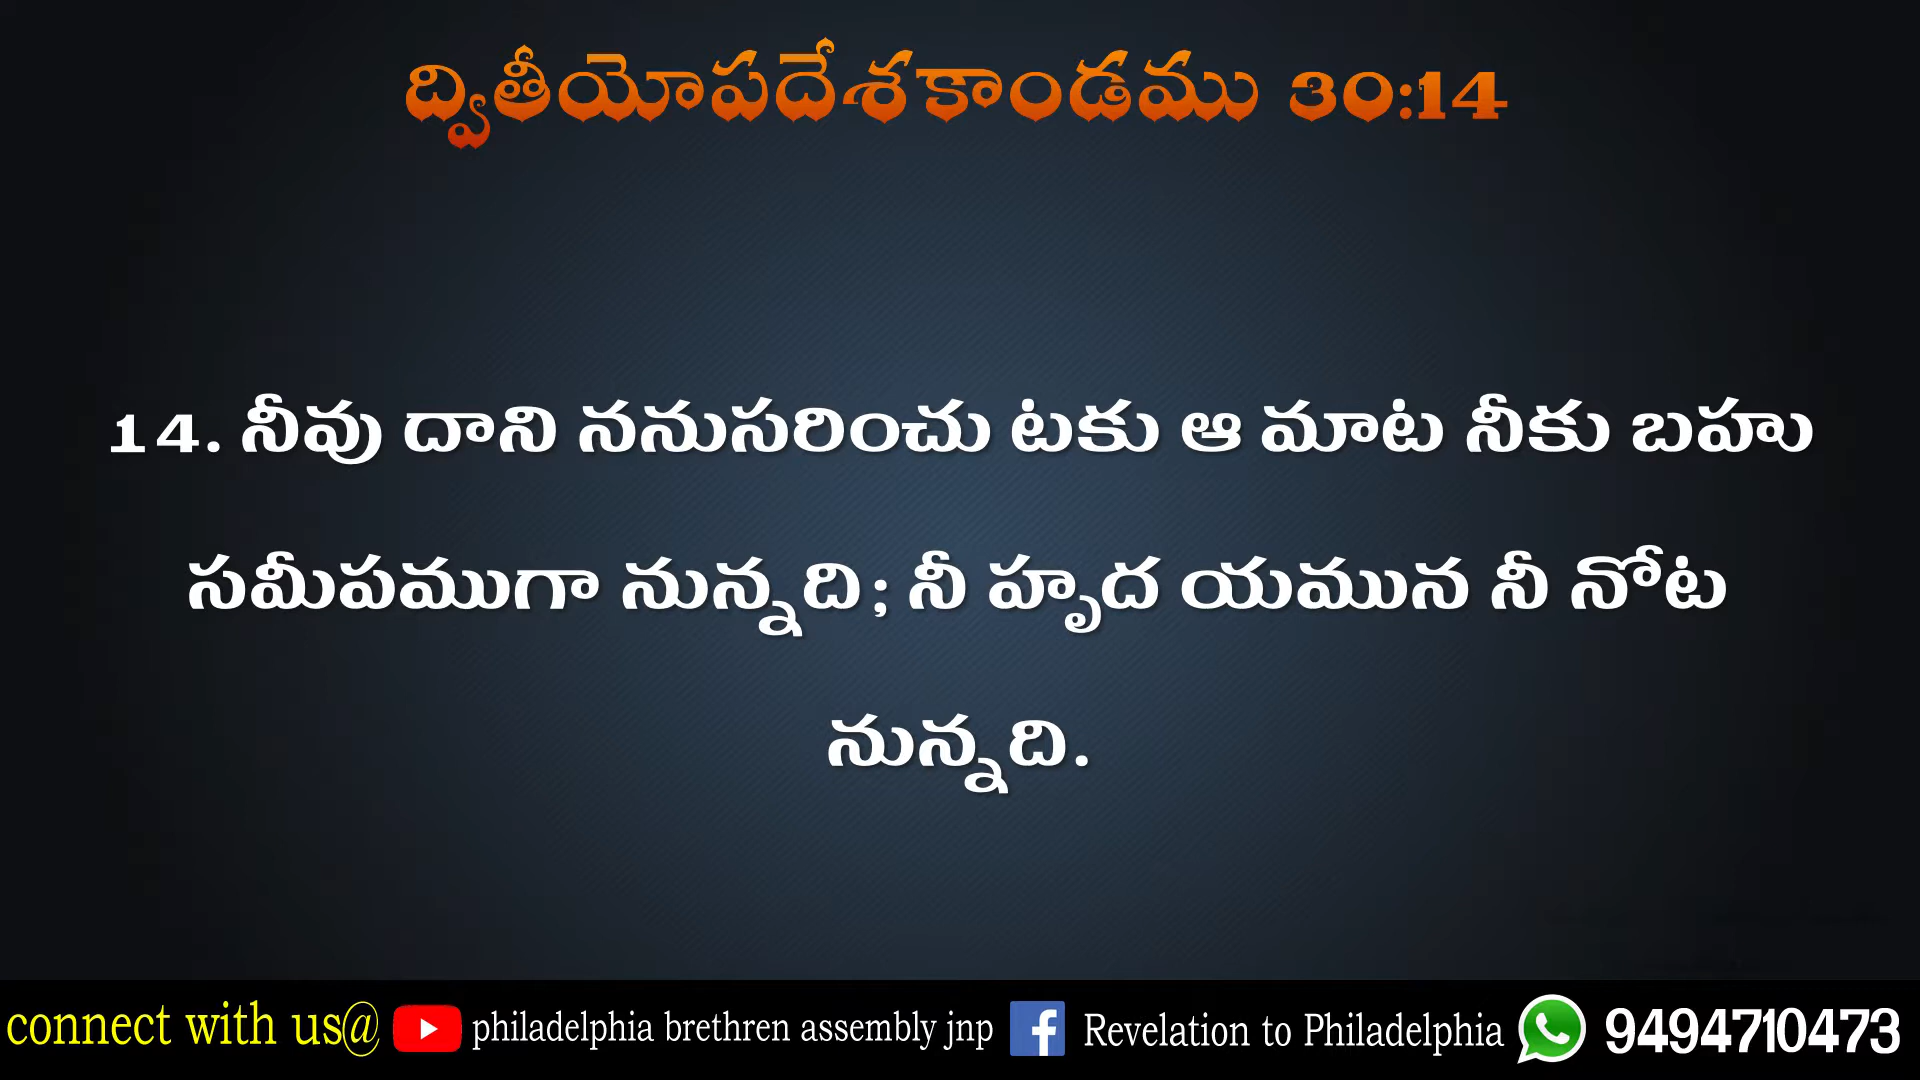 ద్వితీయోపదేశకాండము 30:14
14. నీవు దాని ననుసరించు టకు ఆ మాట నీకు బహు
సమీపముగా నున్నది; నీ హృద యమున నీ నోట
నున్నది.
connect with us@ philadelphia brethren assembly jnp Revelation to Philadelphia 9494710473